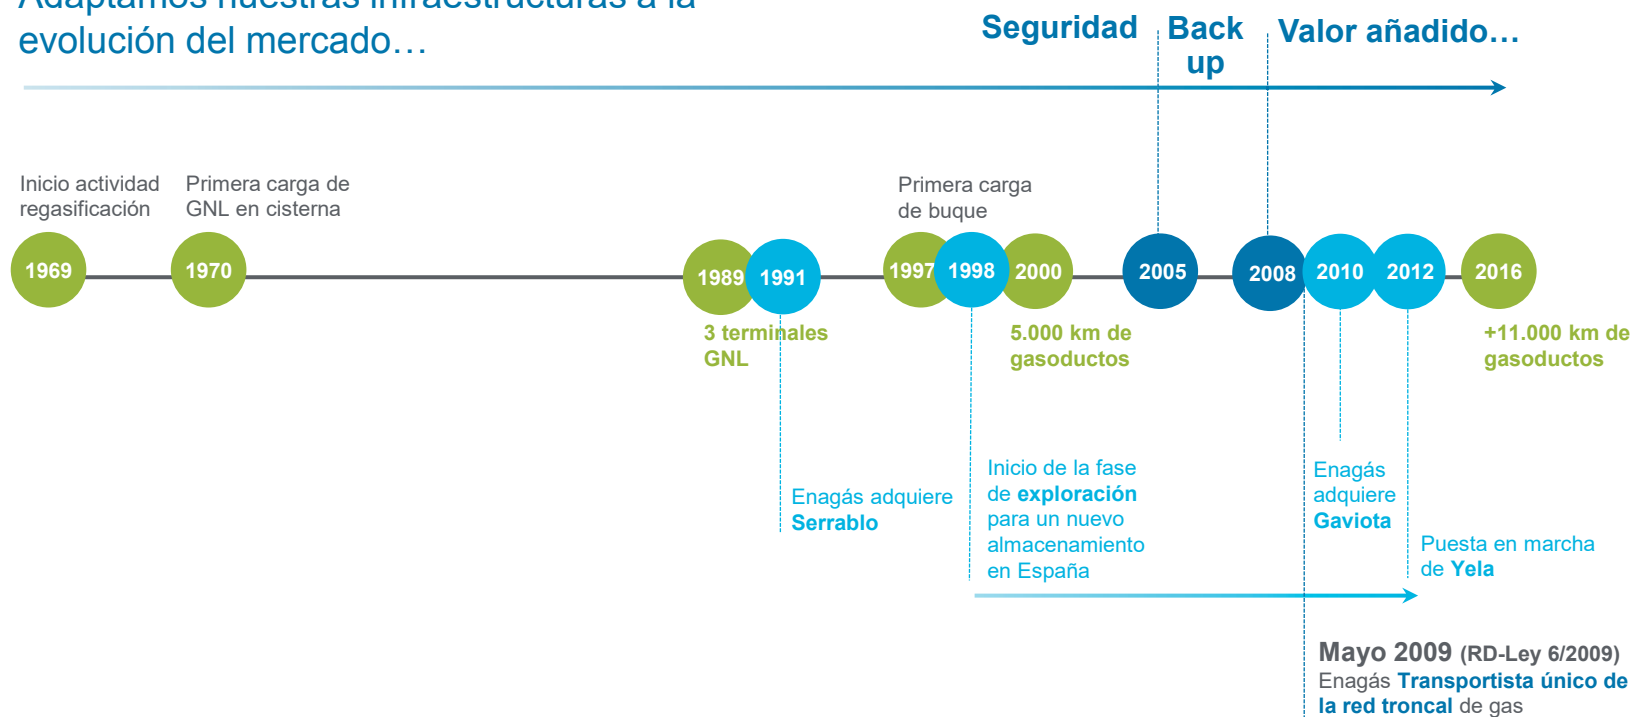 Adaptamos nuestras infraestructuras a la
evolución del mercado…
Seguridad
Back
up
Valor añadido…
Inicio actividad
regasificación
Primera carga de
GNL en cisterna
Primera carga
de buque
1969
1970
1989
1991
1997
1998
2000
2005
2008
2010
2012
2016
3 terminales
GNL
5.000 km de
gasoductos
+11.000 km de
gasoductos
Enagás adquiere
Serrablo
Inicio de la fase
de exploración
para un nuevo
almacenamiento
en España
Enagás
adquiere
Gaviota
Puesta en marcha
de Yela
Mayo 2009 (RD-Ley 6/2009)
Enagás Transportista único de
la red troncal de gas